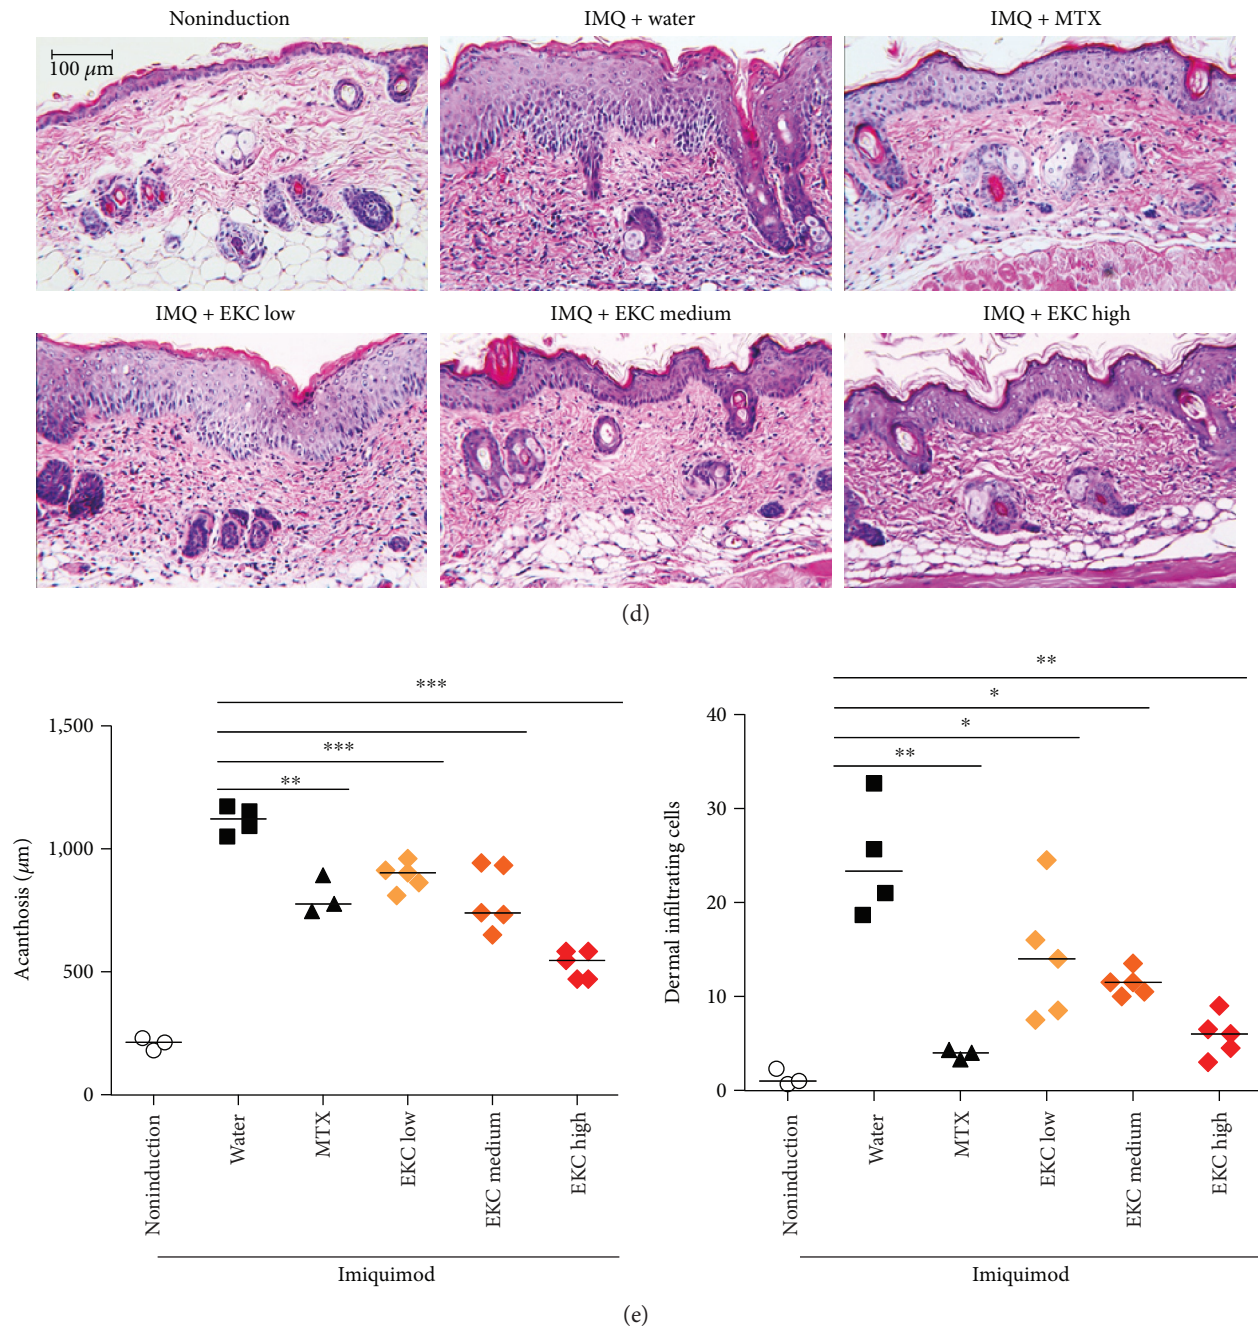 Noninduction
IMQ + water
IMQ + MTX
100 μm
IMQ + EKC low
IMQ + EKC medium
IMQ + EKC high
(d)
***
***
**
1,500
1,000
500
0
Acanthosis (μm)
Noninduction
Water
MTX
EKC low
EKC medium
EKC high
Imiquimod
**
*
*
**
40
30
20
10
0
Dermal infiltrating cells
Noninduction
Water
MTX
EKC low
EKC medium
EKC high
Imiquimod
(e)